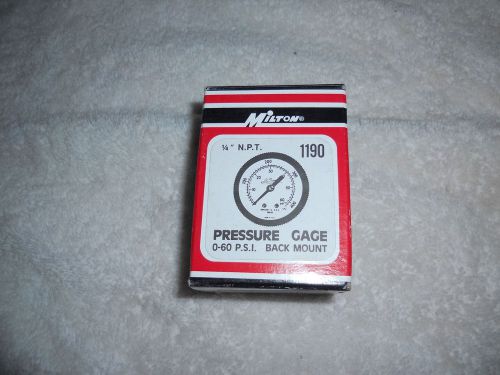 MILTON®
¼" N.P.T.
1190
PRESSURE GAGE
0-60 P.S.I. BACK MOUNT